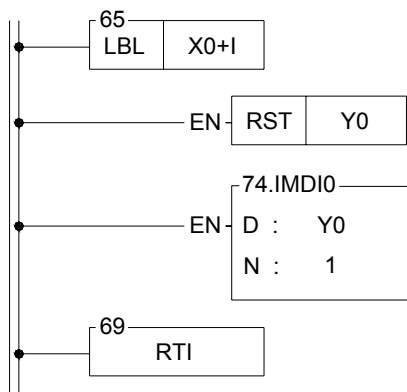 65
LBL X0+I
EN RST Y0
74.IMDI0
EN D : Y0
N : 1
69
RTI